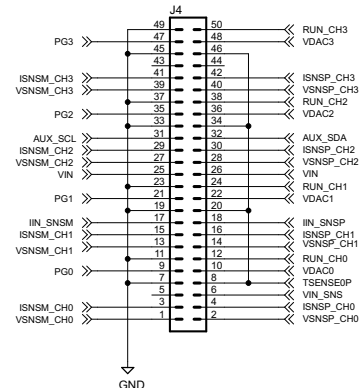 J4
49 50 RUN_CH3
PG3 47 48 VDAC3
45 46
43 44
ISNSM_CH3 41 42 ISNSP_CH3
VSNSM_CH3 39 40 VSNSP_CH3
37 38 RUN_CH2
PG2 35 36 VDAC2
33 34
AUX_SCL 31 32 AUX_SDA
ISNSM_CH2 29 30 ISNSP_CH2
VSNSM_CH2 27 28 VSNSP_CH2
VIN 25 26 VIN
23 24 RUN_CH1
PG1 21 22 VDAC1
19 20
IIN_SNSM 17 18 IIN_SNSP
ISNSM_CH1 15 16 ISNSP_CH1
VSNSM_CH1 13 14 VSNSP_CH1
11 12 RUN_CH0
PG0 9 10 VDAC0
7 8 TSENSE0P
5 6 VIN_SNS
ISNSM_CH0 3 4 ISNSP_CH0
VSNSM_CH0 1 2 VSNSP_CH0
GND